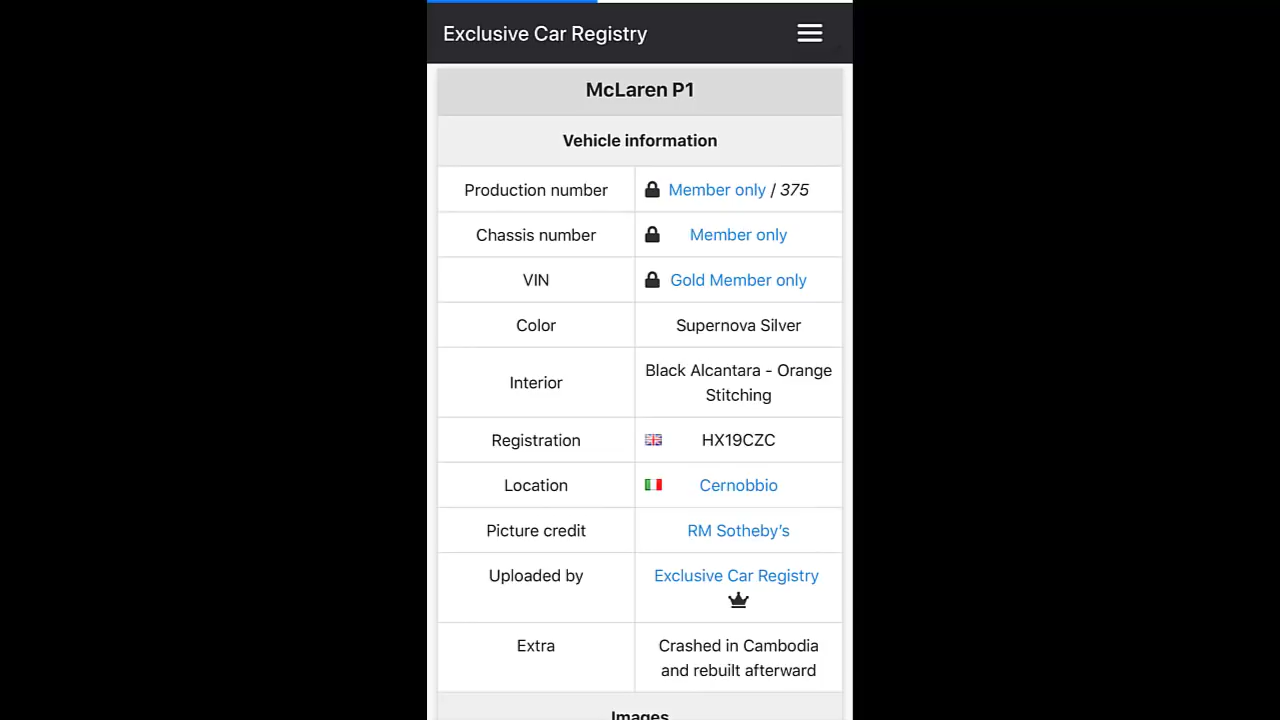 Exclusive Car Registry
McLaren P1
Vehicle information
Production number Member only / 375
Chassis number Member only
VIN Gold Member only
Color Supernova Silver
Interior Black Alcantara - Orange
Stitching
Registration HX19CZC
Location Cernobbio
Picture credit RM Sotheby's
Uploaded by Exclusive Car Registry
Extra Crashed in Cambodia
and rebuilt afterward
Images